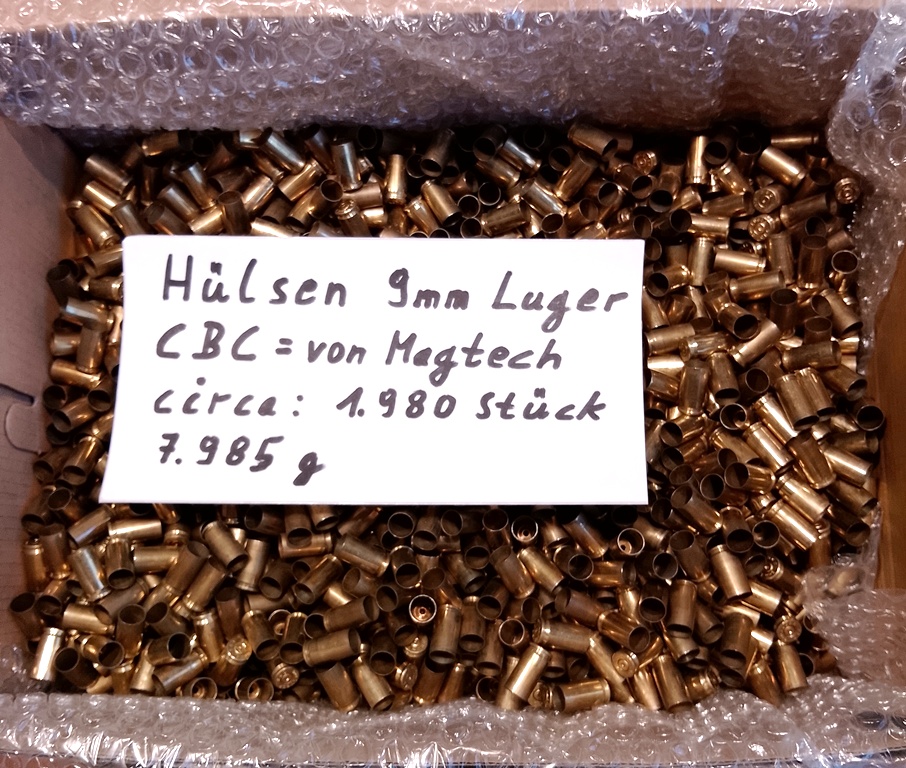 Hülsen 9mm Luger
CBC = von Magtech
circa: 1.980 Stück
7.985 g